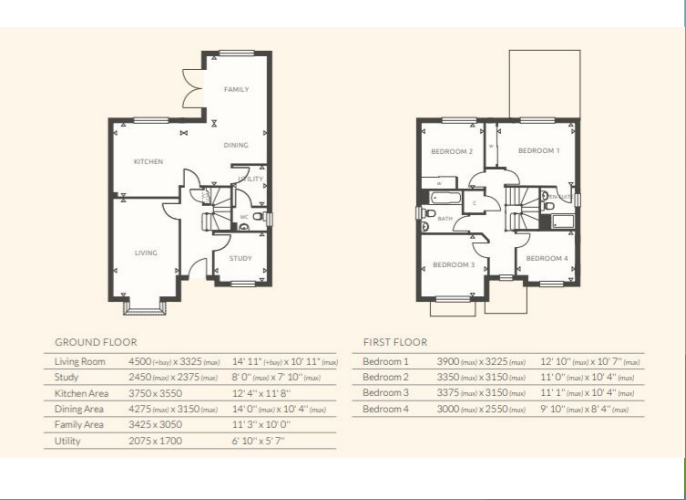 FAMILY
DINING
KITCHEN
UTILITY
WC
LIVING
STUDY
BEDROOM 2
W
BEDROOM 1
W
C
ENSUITE
BATH
BEDROOM 3
BEDROOM 4
GROUND FLOOR
Living Room 4500 (+bay) x 3325 (max) 14' 11" (+bay) x 10' 11" (max)
Study 2450 (max) x 2375 (max) 8' 0" (max) x 7' 10" (max)
Kitchen Area 3750 x 3550 12' 4" x 11' 8"
Dining Area 4275 (max) x 3150 (max) 14' 0" (max) x 10' 4" (max)
Family Area 3425 x 3050 11' 3" x 10' 0"
Utility 2075 x 1700 6' 10" x 5' 7"
FIRST FLOOR
Bedroom 1 3900 (max) x 3225 (max) 12' 10" (max) x 10' 7" (max)
Bedroom 2 3350 (max) x 3150 (max) 11' 0" (max) x 10' 4" (max)
Bedroom 3 3375 (max) x 3150 (max) 11' 1" (max) x 10' 4" (max)
Bedroom 4 3000 (max) x 2550 (max) 9' 10" (max) x 8' 4" (max)